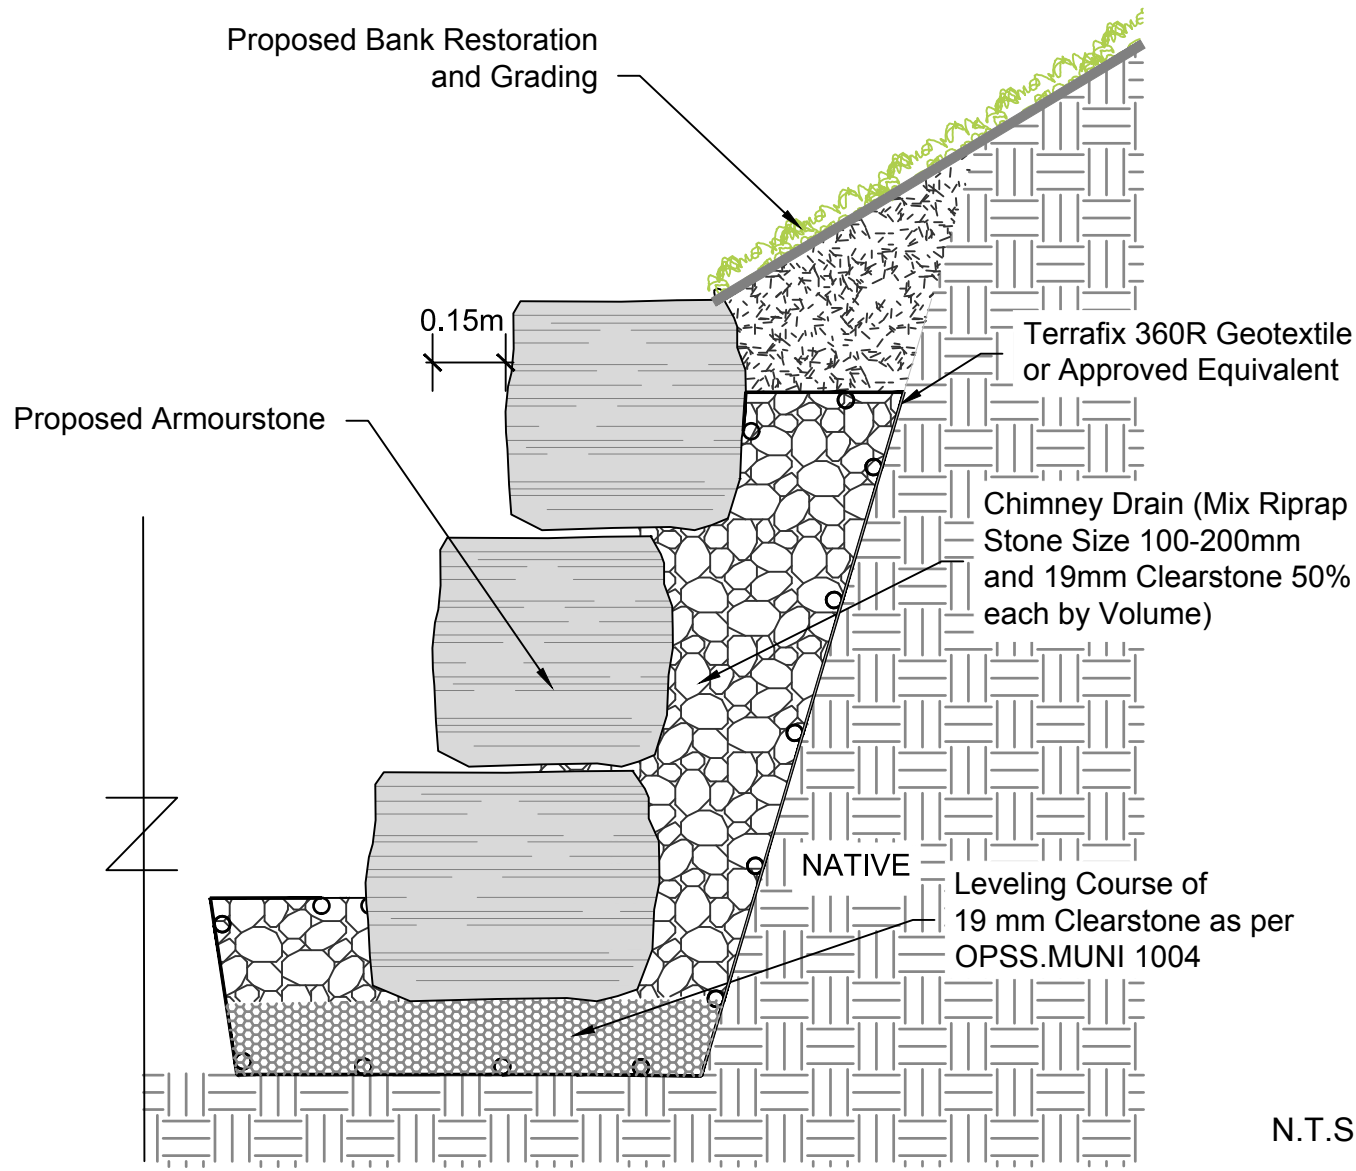 Proposed Bank Restoration
and Grading
0.15m
Terrafix 360R Geotextile
or Approved Equivalent
Proposed Armourstone
Chimney Drain (Mix Riprap
Stone Size 100-200mm
and 19mm Clearstone 50%
each by Volume)
NATIVE
Leveling Course of
19 mm Clearstone as per
OPSS.MUNI 1004
N.T.S